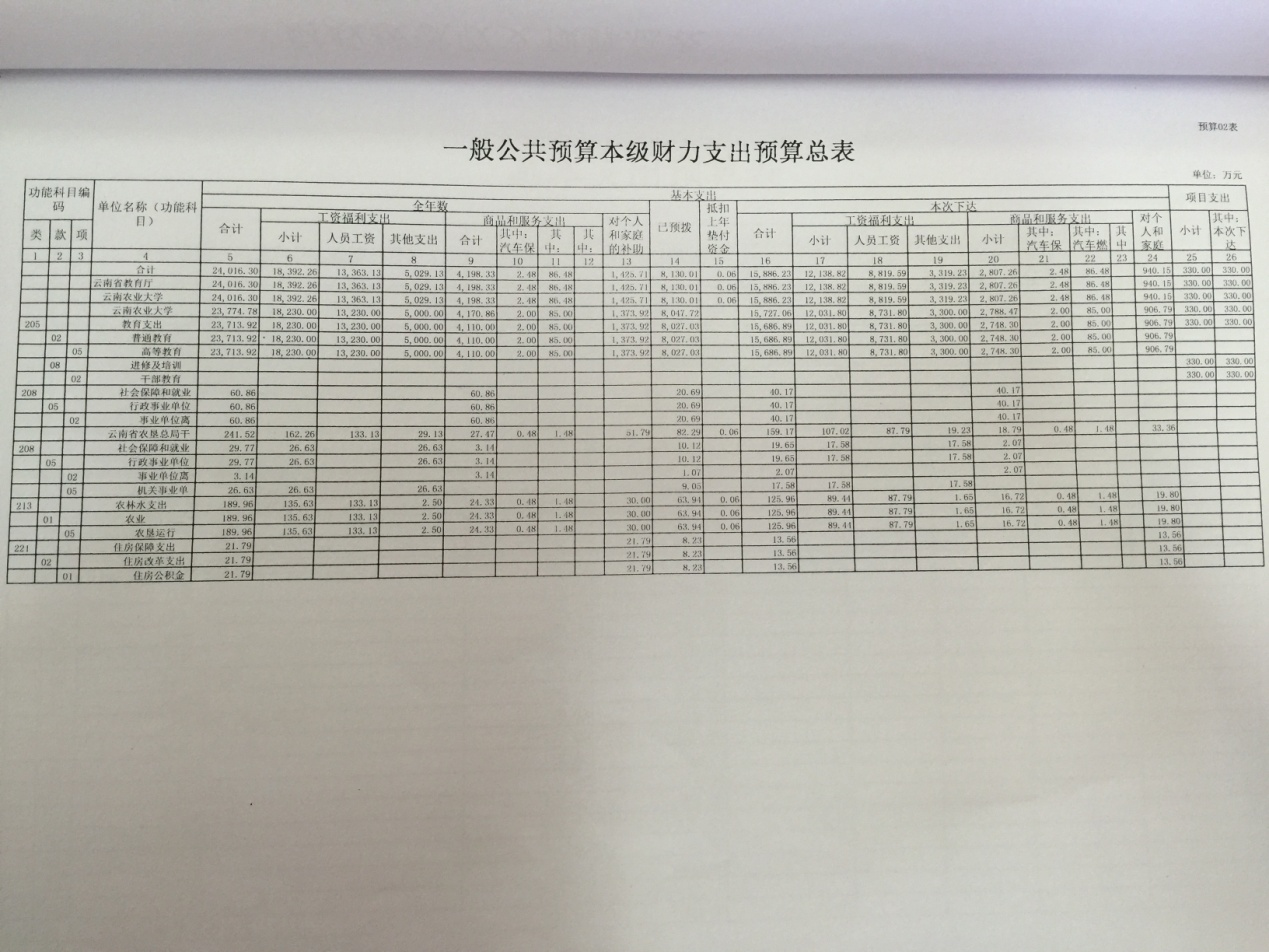 预算02表
一般公共预算本级财力支出预算总表
单位：万元
功能科目编码 单位名称（功能科目） 基本支出 项目支出
全年数 已预拨 抵扣上年垫付资金 本次下达 小计 其中：本次下达
合计 工资福利支出 商品和服务支出 对个人和家庭的补助 合计 工资福利支出 商品和服务支出 对个人和家庭
类 款 项 小计 人员工资 其他支出 合计 其中：汽车保 其中： 其中： 小计 人员工资 其他支出 小计 其中：汽车保 其中：汽车燃 其中
1 2 3 4 5 6 7 8 9 10 11 12 13 14 15 16 17 18 19 20 21 22 23 24 25 26
合计 24,016.30 18,392.26 13,363.13 5,029.13 4,198.33 2.48 86.48 1,425.71 8,130.01 0.06 15,886.23 12,138.82 8,819.59 3,319.23 2,807.26 2.48 86.48 940.15 330.00 330.00
云南省教育厅 24,016.30 18,392.26 13,363.13 5,029.13 4,198.33 2.48 86.48 1,425.71 8,130.01 0.06 15,886.23 12,138.82 8,819.59 3,319.23 2,807.26 2.48 86.48 940.15 330.00 330.00
云南农业大学 24,016.30 18,392.26 13,363.13 5,029.13 4,198.33 2.48 86.48 1,425.71 8,130.01 0.06 15,886.23 12,138.82 8,819.59 3,319.23 2,807.26 2.48 86.48 940.15 330.00 330.00
云南农业大学 23,774.78 18,230.00 13,230.00 5,000.00 4,170.86 2.00 85.00 1,373.92 8,047.72 15,727.06 12,031.80 8,731.80 3,300.00 2,788.47 2.00 85.00 906.79 330.00 330.00
205 教育支出 23,713.92 18,230.00 13,230.00 5,000.00 4,110.00 2.00 85.00 1,373.92 8,027.03 15,686.89 12,031.80 8,731.80 3,300.00 2,748.30 2.00 85.00 906.79 330.00 330.00
02 普通教育 23,713.92 18,230.00 13,230.00 5,000.00 4,110.00 2.00 85.00 1,373.92 8,027.03 15,686.89 12,031.80 8,731.80 3,300.00 2,748.30 2.00 85.00 906.79
05 高等教育 23,713.92 18,230.00 13,230.00 5,000.00 4,110.00 2.00 85.00 1,373.92 8,027.03 15,686.89 12,031.80 8,731.80 3,300.00 2,748.30 2.00 85.00 906.79
08 进修及培训 330.00 330.00
02 干部教育 330.00 330.00
208 社会保障和就业 60.86 60.86 20.69 40.17 40.17
05 行政事业单位 60.86 60.86 20.69 40.17 40.17
02 事业单位离 60.86 60.86 20.69 40.17 40.17
云南省农垦总局干 241.52 162.26 133.13 29.13 27.47 0.48 1.48 51.79 82.29 0.06 159.17 107.02 87.79 19.23 18.79 0.48 1.48 33.36
208 社会保障和就业 29.77 26.63 26.63 3.14 10.12 19.65 17.58 17.58 2.07
05 行政事业单位 29.77 26.63 26.63 3.14 10.12 19.65 17.58 17.58 2.07
02 事业单位离 3.14 3.14 1.07 2.07 2.07
05 机关事业单 26.63 26.63 26.63 9.05 17.58 17.58 17.58
213 农林水支出 189.96 135.63 133.13 2.50 24.33 0.48 1.48 30.00 63.94 0.06 125.96 89.44 87.79 1.65 16.72 0.48 1.48 19.80
01 农业 189.96 135.63 133.13 2.50 24.33 0.48 1.48 30.00 63.94 0.06 125.96 89.44 87.79 1.65 16.72 0.48 1.48 19.80
05 农垦运行 189.96 135.63 133.13 2.50 24.33 0.48 1.48 30.00 63.94 0.06 125.96 89.44 87.79 1.65 16.72 0.48 1.48 19.80
221 住房保障支出 21.79 21.79 8.23 13.56 13.56
02 住房改革支出 21.79 21.79 8.23 13.56 13.56
01 住房公积金 21.79 21.79 8.23 13.56 13.56